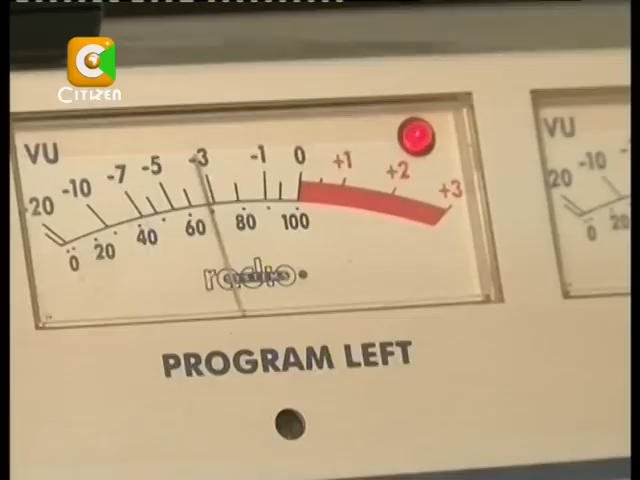 CITIZEN
VU
-20 -10 -7 -5 -3 -1 0 +1 +2 +3
0 20 40 60 80 100
radio
PROGRAM LEFT
VU
20 -10
0 20